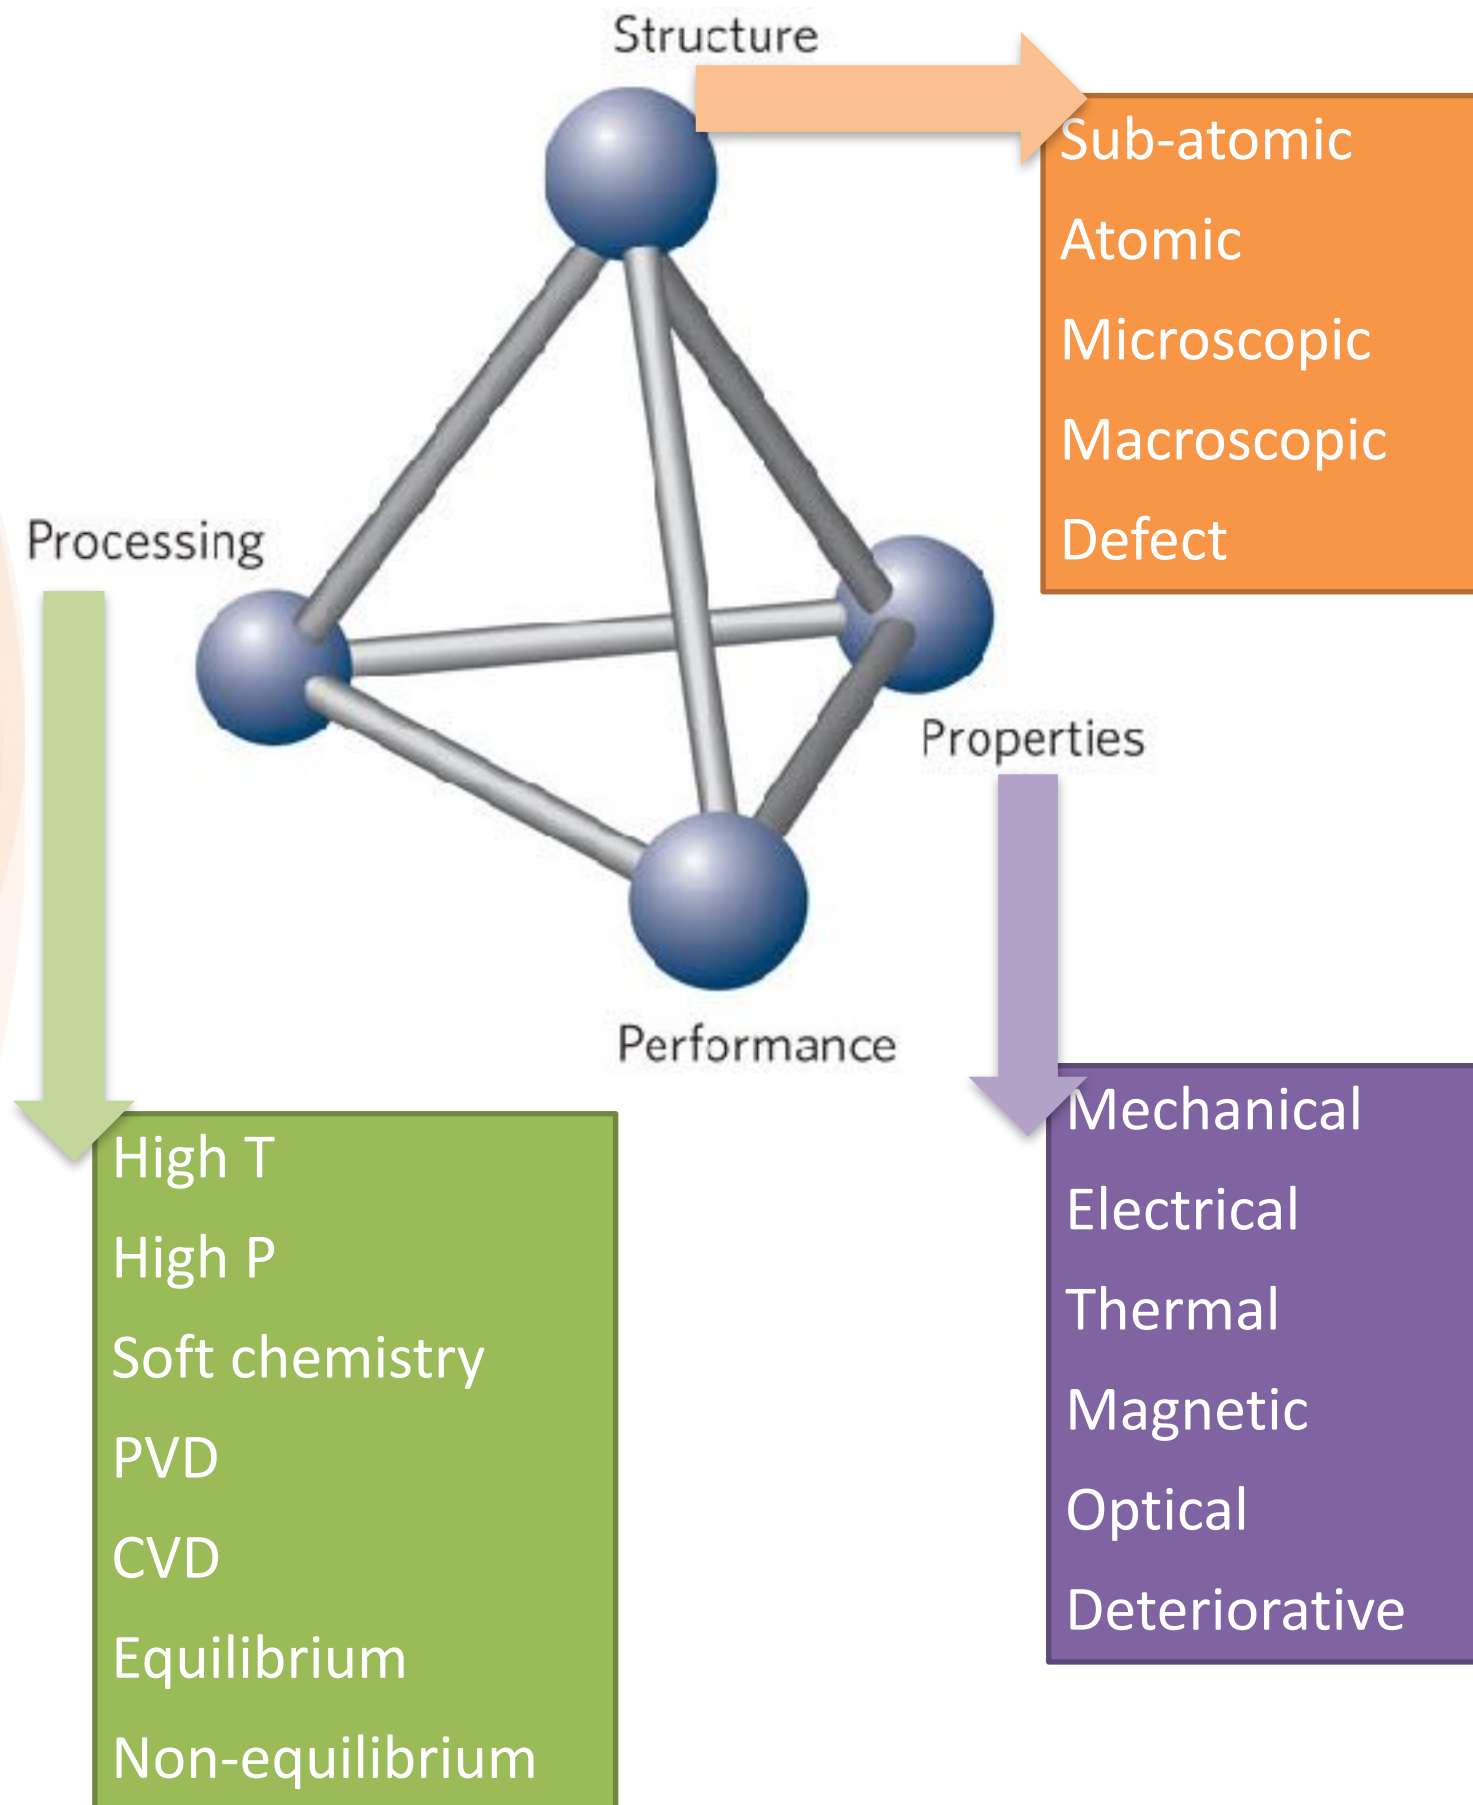 Structure
Sub-atomic
Atomic
Microscopic
Macroscopic
Defect
Processing
Properties
Performance
High T
High P
Soft chemistry
PVD
CVD
Equilibrium
Non-equilibrium
Mechanical
Electrical
Thermal
Magnetic
Optical
Deteriorative